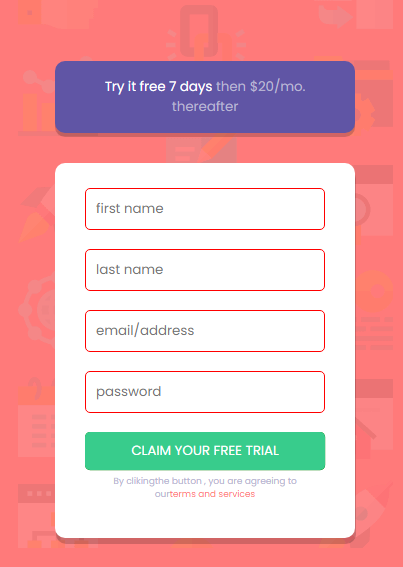 Try it free 7 days then $20/mo.
thereafter
first name
last name
email/address
password
CLAIM YOUR FREE TRIAL
By clikingthe button , you are agreeing to
ourterms and services